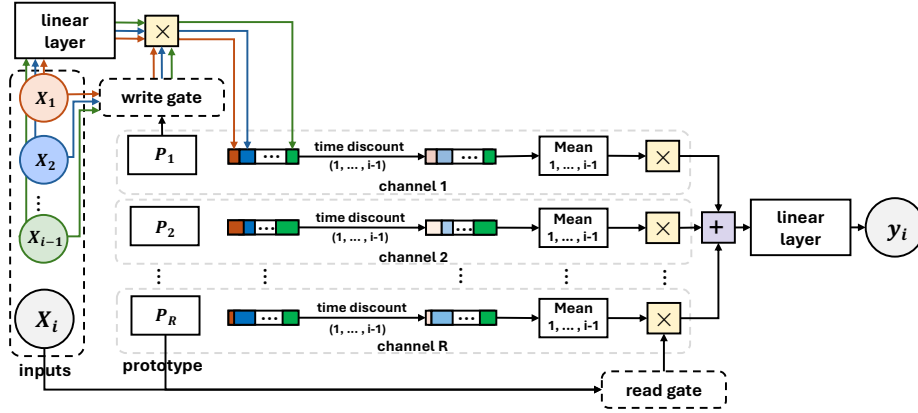 linear
layer
×
X₁
write gate
X₂
P₁
time discount
(1, ... , i-1)
Mean
1, ... , i-1
×
channel 1
Xᵢ₋₁
P₂
time discount
(1, ... , i-1)
Mean
1, ... , i-1
×
+
linear
layer
yᵢ
channel 2
Xᵢ
P_R
time discount
(1, ... , i-1)
Mean
1, ... , i-1
×
channel R
inputs
prototype
read gate